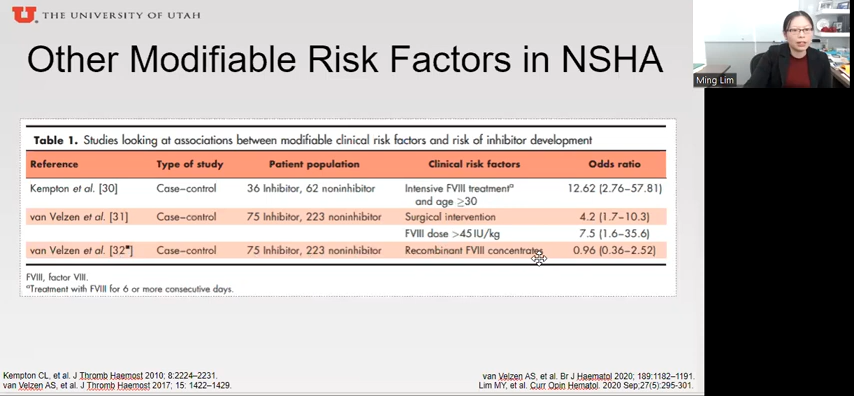 THE UNIVERSITY OF UTAH
Ming Lim
Other Modifiable Risk Factors in NSHA
Table 1. Studies looking at associations between modifiable clinical risk factors and risk of inhibitor development
Reference Type of study Patient population Clinical risk factors Odds ratio
Kempton et al. [30] Case–control 36 Inhibitor, 62 noninhibitor Intensive FVIII treatmentᵃ 12.62 (2.76–57.81)
and age ≥30
van Velzen et al. [31] Case–control 75 Inhibitor, 223 noninhibitor Surgical intervention 4.2 (1.7–10.3)
FVIII dose >45 IU/kg 7.5 (1.6–35.6)
van Velzen et al. [32▪] Case–control 75 Inhibitor, 223 noninhibitor Recombinant FVIII concentrates 0.96 (0.36–2.52)
FVIII, factor VIII.
ᵃTreatment with FVIII for 6 or more consecutive days.
Kempton CL, et al. J Thromb Haemost 2010; 8:2224–2231.
van Velzen AS, et al. J Thromb Haemost 2017; 15: 1422–1429.
van Velzen AS, et al. Br J Haematol 2020; 189:1182–1191.
Lim MY, et al. Curr Opin Hematol. 2020 Sep;27(5):295-301.